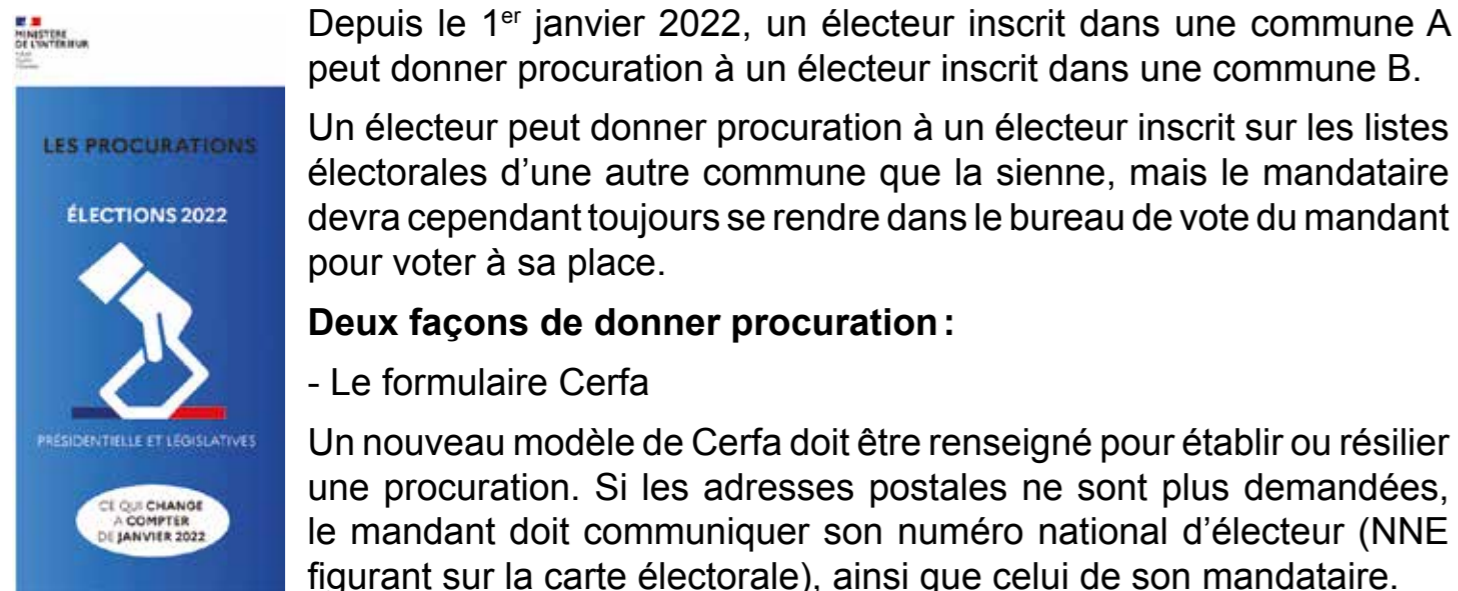 MINISTÈRE
DE L'INTÉRIEUR
LES PROCURATIONS
ÉLECTIONS 2022
PRÉSIDENTIELLE ET LÉGISLATIVES
CE QUI CHANGE
À COMPTER
DE JANVIER 2022
Depuis le 1er janvier 2022, un électeur inscrit dans une commune A
peut donner procuration à un électeur inscrit dans une commune B.
Un électeur peut donner procuration à un électeur inscrit sur les listes
électorales d’une autre commune que la sienne, mais le mandataire
devra cependant toujours se rendre dans le bureau de vote du mandant
pour voter à sa place.
Deux façons de donner procuration :
- Le formulaire Cerfa
Un nouveau modèle de Cerfa doit être renseigné pour établir ou résilier
une procuration. Si les adresses postales ne sont plus demandées,
le mandant doit communiquer son numéro national d’électeur (NNE
figurant sur la carte électorale), ainsi que celui de son mandataire.